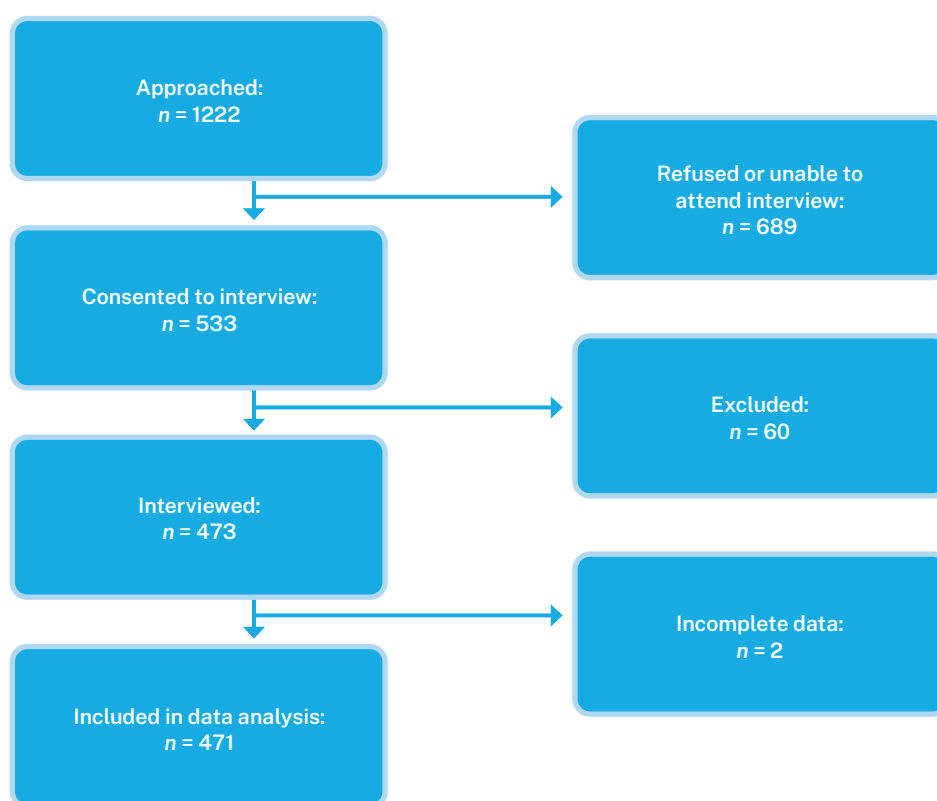 Approached:
n = 1222
Refused or unable to
attend interview:
n = 689
Consented to interview:
n = 533
Excluded:
n = 60
Interviewed:
n = 473
Incomplete data:
n = 2
Included in data analysis:
n = 471